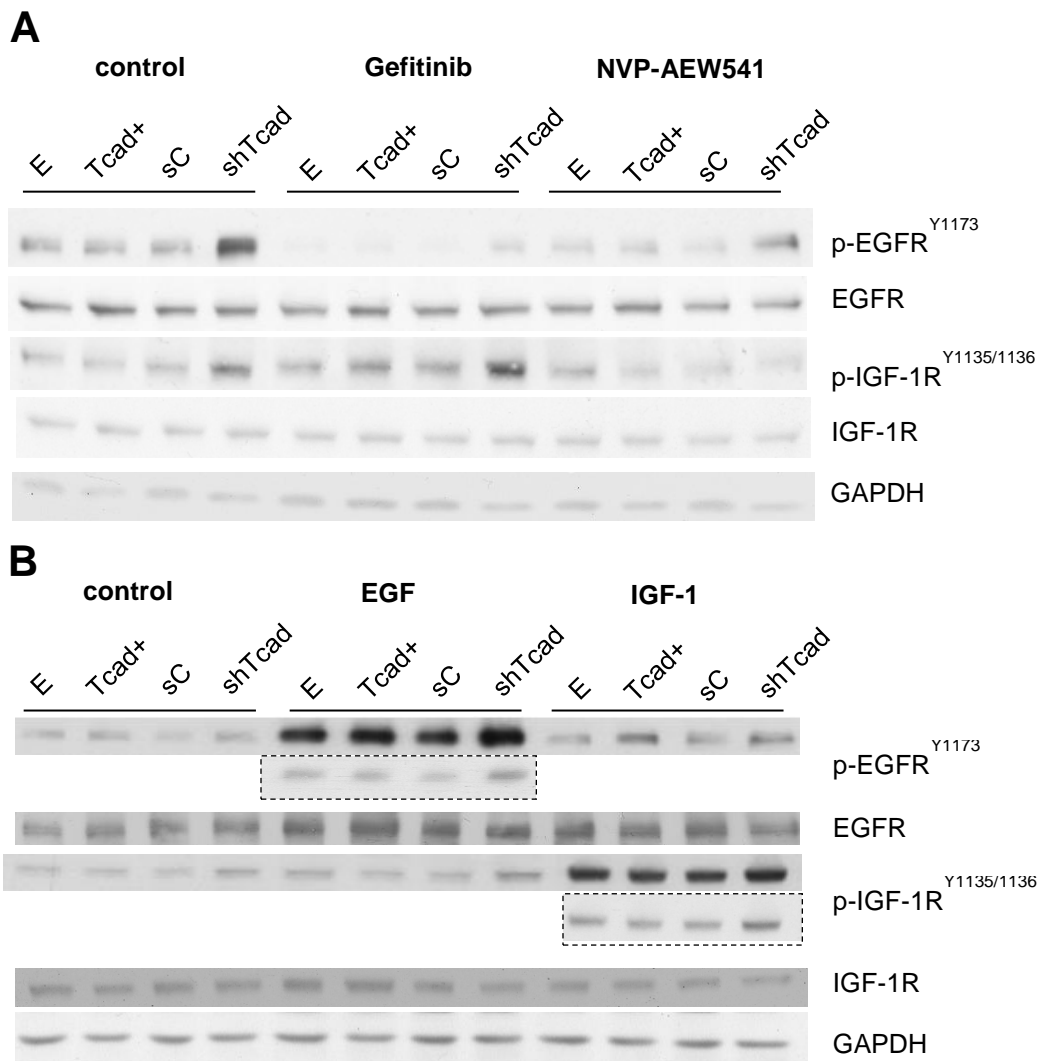 A
control Gefitinib NVP-AEW541
E Tcad+ sC shTcad E Tcad+ sC shTcad E Tcad+ sC shTcad
p-EGFR Y1173
EGFR
p-IGF-1R Y1135/1136
IGF-1R
GAPDH
B
control EGF IGF-1
E Tcad+ sC shTcad E Tcad+ sC shTcad E Tcad+ sC shTcad
p-EGFR Y1173
EGFR
p-IGF-1R Y1135/1136
IGF-1R
GAPDH